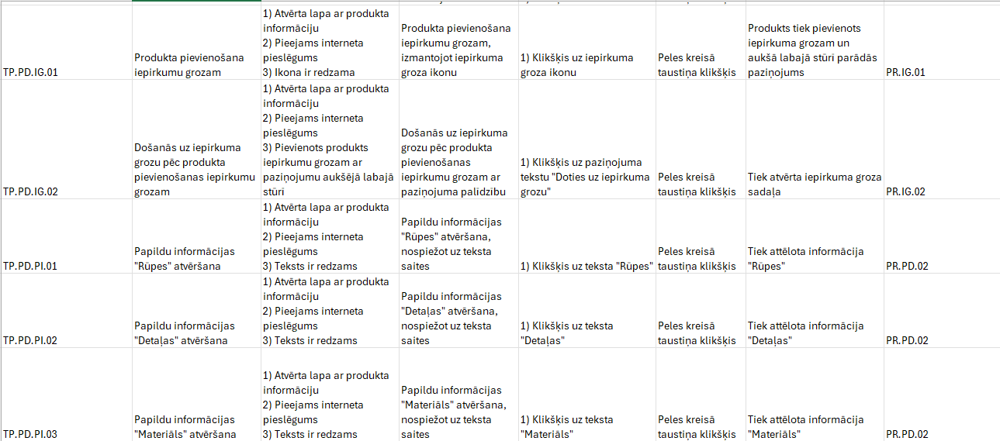 TP.PD.IG.01
Produkta pievienošana
iepirkumu grozam
1) Atvērta lapa ar produkta
informāciju
2) Pieejams interneta
pieslēgums
3) Ikona ir redzama
Produkta pievienošana
iepirkumu grozam,
izmantojot iepirkuma
groza ikonu
1) Klikšķis uz iepirkuma
groza ikonu
Peles kreisā
taustiņa klikšķis
Produkts tiek pievienots
iepirkuma grozam un
aukšā labajā stūri parādās
paziņojums
PR.IG.01
TP.PD.IG.02
Došanās uz iepirkuma
grozu pēc produkta
pievienošanas iepirkumu
grozam
1) Atvērta lapa ar produkta
informāciju
2) Pieejams interneta
pieslēgums
3) Pievienots produkts
iepirkumu grozam ar
paziņojumu aukšējā labajā
stūrī
Došanās uz iepirkuma
grozu pēc produkta
pievienošanas
iepirkumu grozam ar
paziņojuma palīdzību
1) Klikšķis uz paziņojuma
tekstu "Doties uz iepirkuma
grozu"
Peles kreisā
taustiņa klikšķis
Tiek atvērta iepirkuma groza
sadaļa
PR.IG.02
TP.PD.PI.01
Papildu informācijas
"Rūpes" atvēršana
1) Atvērta lapa ar produkta
informāciju
2) Pieejams interneta
pieslēgums
3) Teksts ir redzams
Papildu informācijas
"Rūpes" atvēršana,
nospiežot uz teksta
saites
1) Klikšķis uz teksta "Rūpes"
Peles kreisā
taustiņa klikšķis
Tiek attēlota informācija
"Rūpes"
PR.PD.02
TP.PD.PI.02
Papildu informācijas
"Detaļas" atvēršana
1) Atvērta lapa ar produkta
informāciju
2) Pieejams interneta
pieslēgums
3) Teksts ir redzams
Papildu informācijas
"Detaļas" atvēršana,
nospiežot uz teksta
saites
1) Klikšķis uz teksta
"Detaļas"
Peles kreisā
taustiņa klikšķis
Tiek attēlota informācija
"Detaļas"
PR.PD.02
TP.PD.PI.03
Papildu informācijas
"Materiāls" atvēršana
1) Atvērta lapa ar produkta
informāciju
2) Pieejams interneta
pieslēgums
3) Teksts ir redzams
Papildu informācijas
"Materiāls" atvēršana,
nospiežot uz teksta
saites
1) Klikšķis uz teksta
"Materiāls"
Peles kreisā
taustiņa klikšķis
Tiek attēlota informācija
"Materiāls"
PR.PD.02